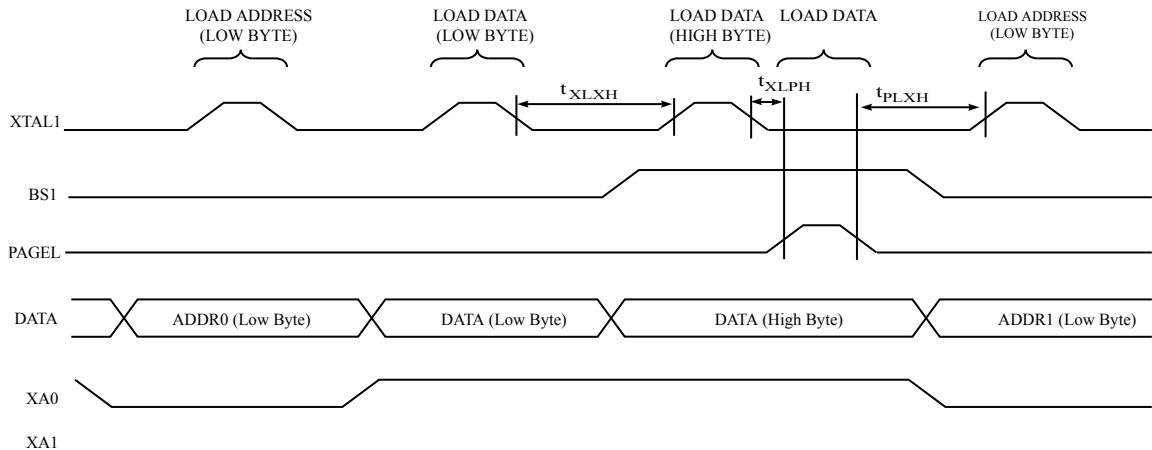 LOAD ADDRESS
(LOW BYTE)
LOAD DATA
(LOW BYTE)
LOAD DATA
(HIGH BYTE)
LOAD DATA
LOAD ADDRESS
(LOW BYTE)
t XLXH
tXLPH
tPLXH
XTAL1
BS1
PAGEL
DATA
ADDR0 (Low Byte)
DATA (Low Byte)
DATA (High Byte)
ADDR1 (Low Byte)
XA0
XA1